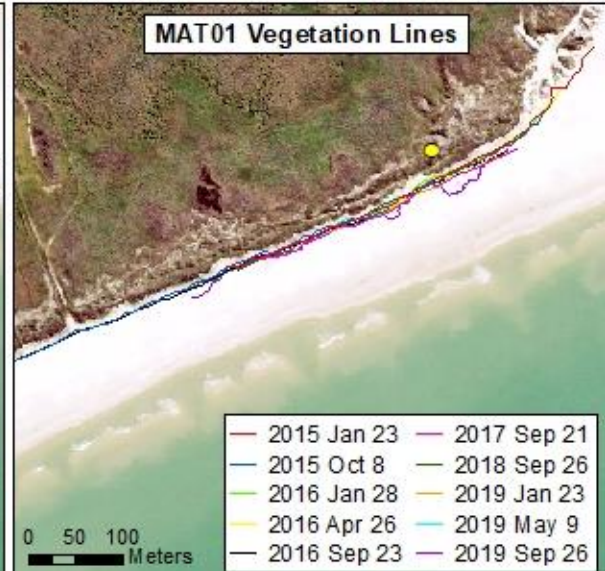 MAT01 Vegetation Lines
2015 Jan 23
2015 Oct 8
2016 Jan 28
2016 Apr 26
2016 Sep 23
2017 Sep 21
2018 Sep 26
2019 Jan 23
2019 May 9
2019 Sep 26
0 50 100
Meters